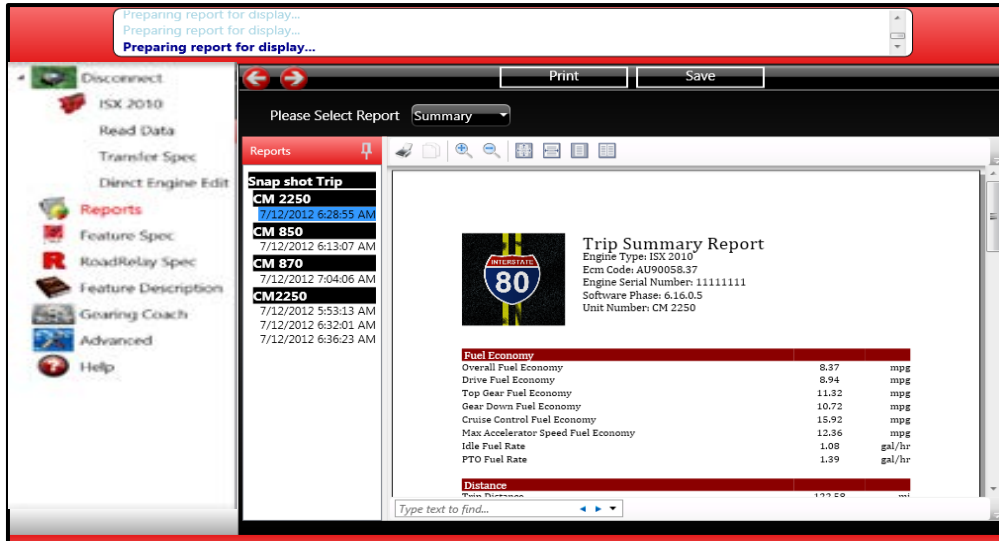 Preparing report for display...
Preparing report for display...
Preparing report for display...
Disconnect
ISX 2010
Read Data
Transfer Spec
Direct Engine Edit
Reports
Feature Spec
RoadRelay Spec
Feature Description
Gearing Coach
Advanced
Help
Print Save
Please Select Report Summary
Reports
Snap shot Trip
CM 2250
7/12/2012 6:28:55 AM
CM 850
7/12/2012 6:13:07 AM
CM 870
7/12/2012 7:04:06 AM
CM2250
7/12/2012 5:53:13 AM
7/12/2012 6:32:01 AM
7/12/2012 6:36:23 AM
INTERSTATE
80
Trip Summary Report
Engine Type: ISX 2010
Ecm Code: AU90058.37
Engine Serial Number: 11111111
Software Phase: 6.16.0.5
Unit Number: CM 2250
Fuel Economy
Overall Fuel Economy 8.37 mpg
Drive Fuel Economy 8.94 mpg
Top Gear Fuel Economy 11.32 mpg
Gear Down Fuel Economy 10.72 mpg
Cruise Control Fuel Economy 15.92 mpg
Max Accelerator Speed Fuel Economy 12.36 mpg
Idle Fuel Rate 1.08 gal/hr
PTO Fuel Rate 1.39 gal/hr
Distance
Trip Distance 122.58 mi
Type text to find...